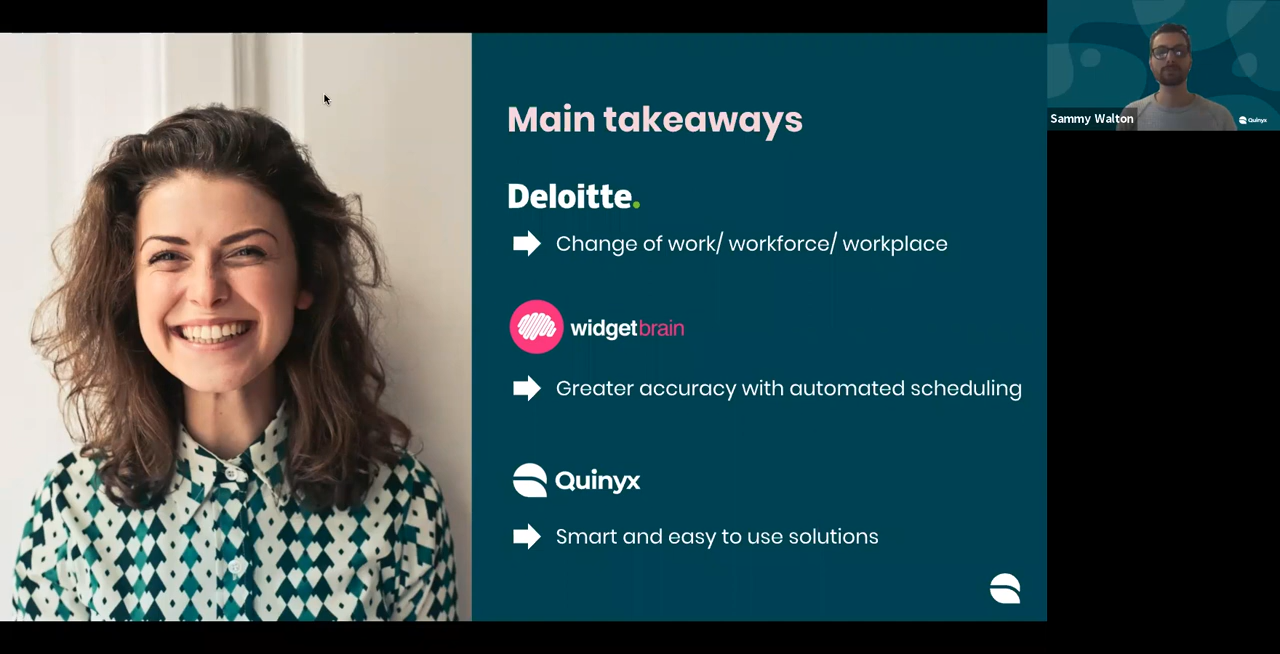 Main takeaways
Deloitte.
Change of work/ workforce/ workplace
widgetbrain
Greater accuracy with automated scheduling
Quinyx
Smart and easy to use solutions
Sammy Walton
Quinyx